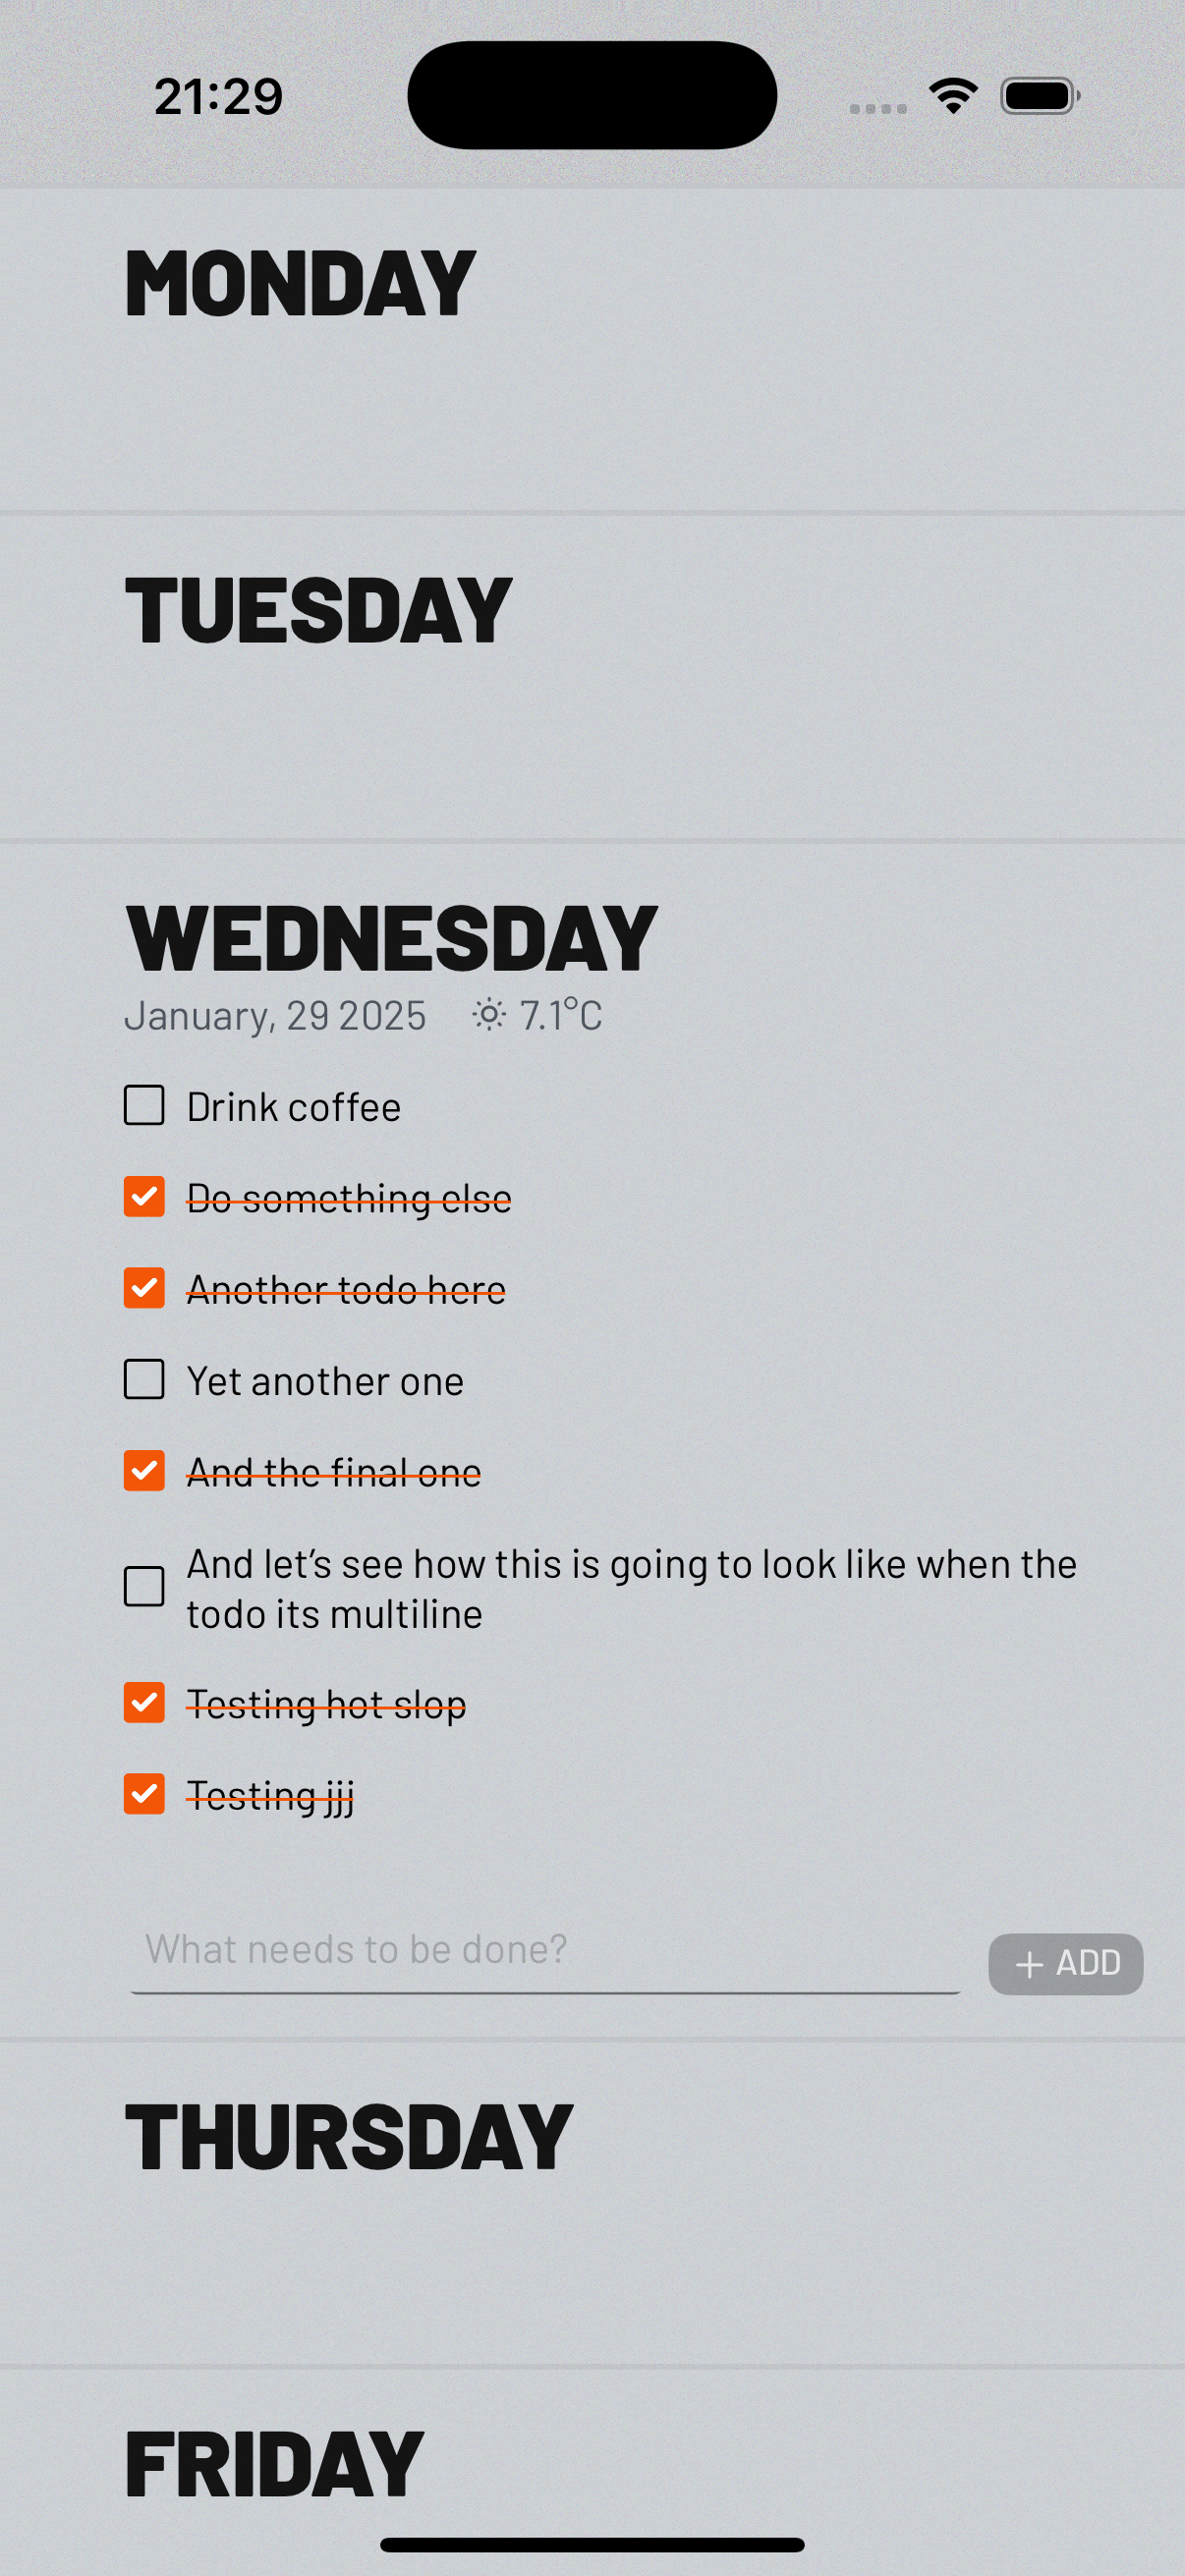 21:29
MONDAY
TUESDAY
WEDNESDAY
January, 29 2025 7.1°C
Drink coffee
Do something else
Another todo here
Yet another one
And the final one
And let’s see how this is going to look like when the
todo its multiline
Testing hot slop
Testing jjj
What needs to be done?
+ ADD
THURSDAY
FRIDAY